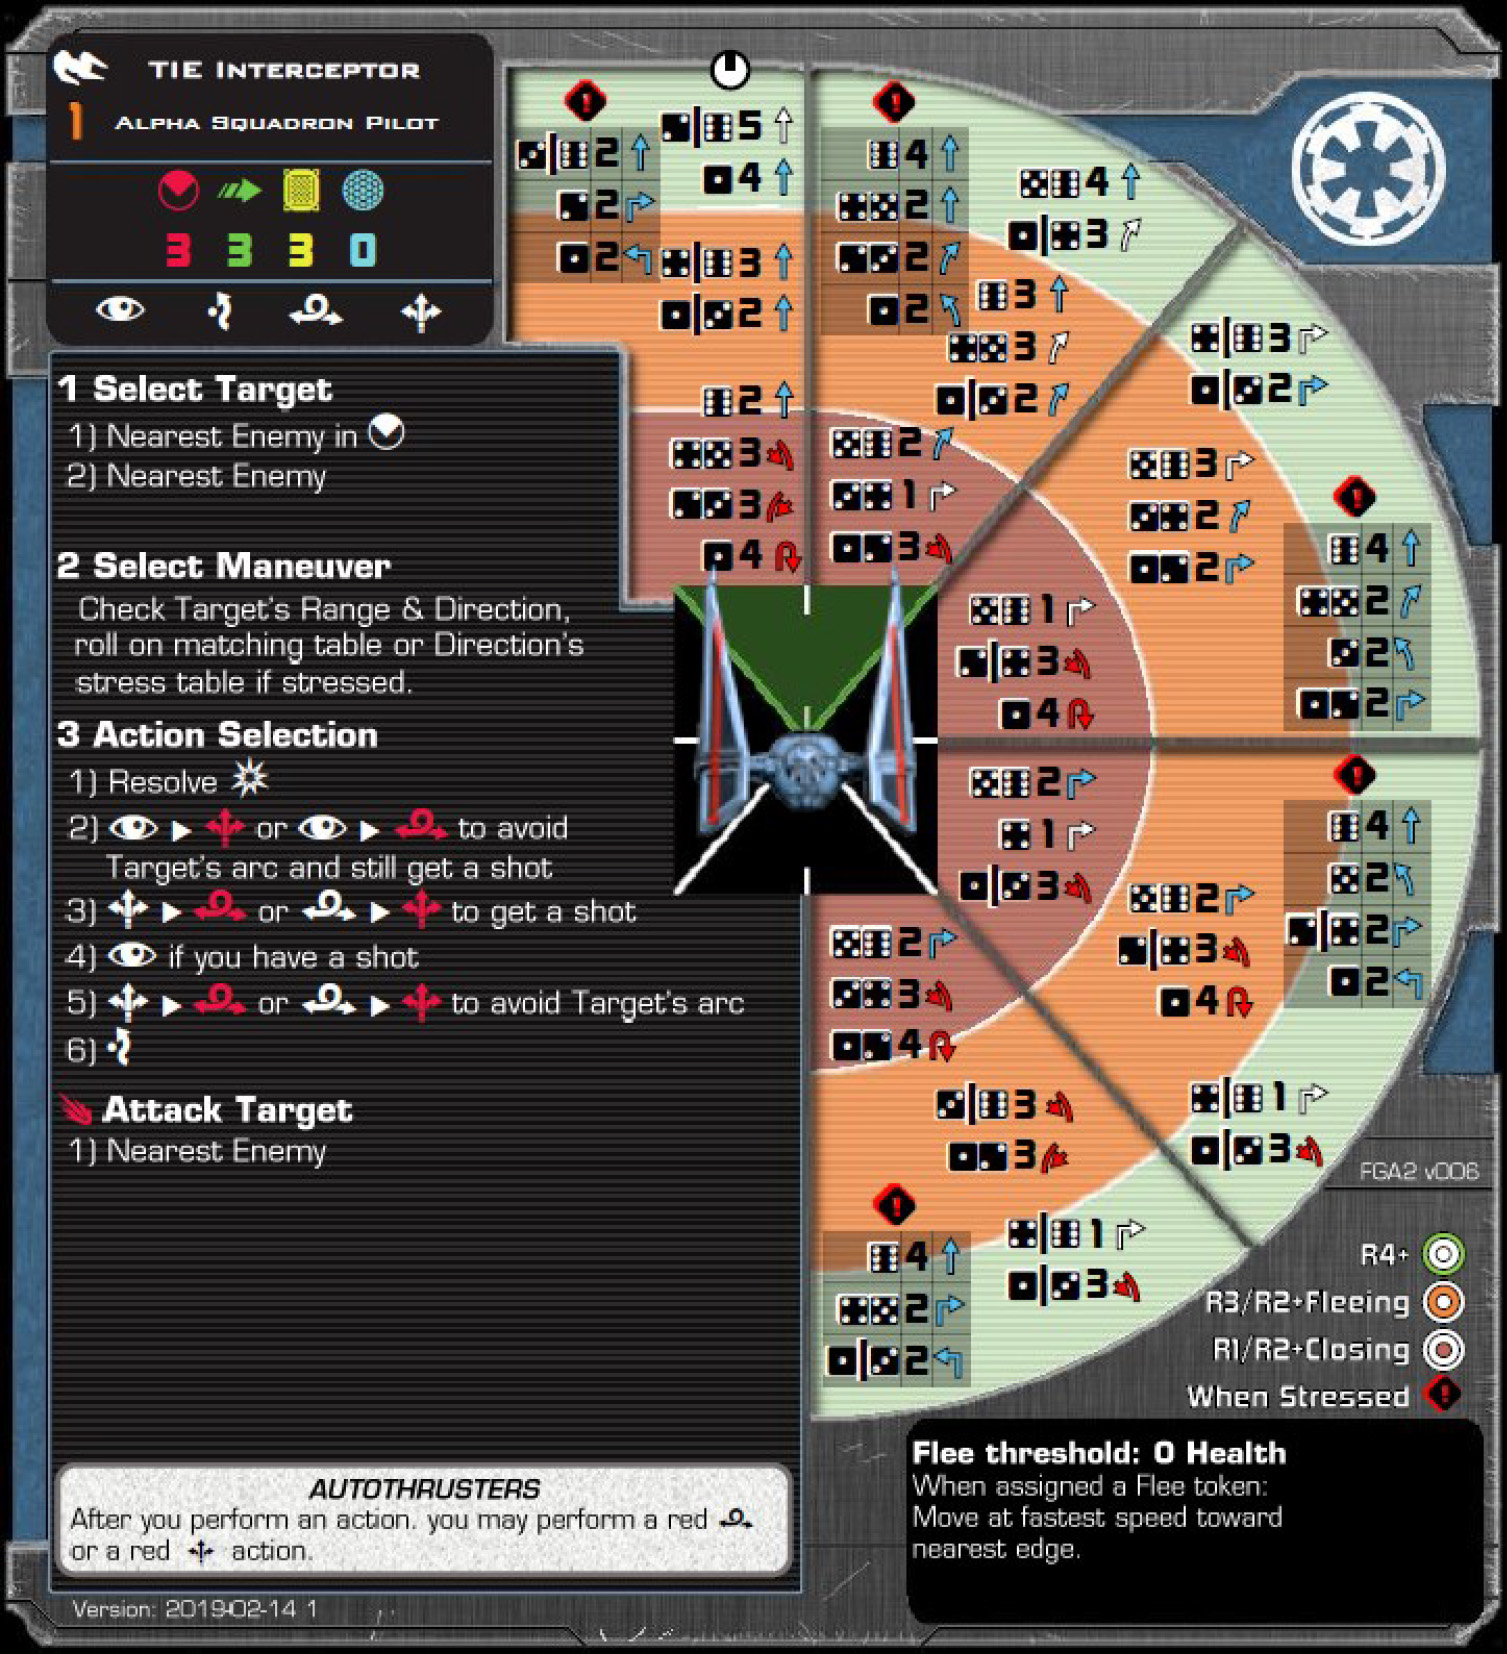 TIE Interceptor
1 Alpha Squadron Pilot
3 3 3 0
1 Select Target
1) Nearest Enemy in
2) Nearest Enemy
2 Select Maneuver
Check Target's Range & Direction,
roll on matching table or Direction's
stress table if stressed.
3 Action Selection
1) Resolve
2) or to avoid
Target's arc and still get a shot
3) or to get a shot
4) if you have a shot
5) or to avoid Target's arc
6)
Attack Target
1) Nearest Enemy
AUTOTHRUSTERS
After you perform an action. you may perform a red
or a red action.
Version: 2019-02-14 1
!
2
2
2
5
4
3
2
2
3
3
4
!
4
2
2
2
4
3
3
3
2
2
1
3
3
2
3
2
2
!
4
2
2
2
1
3
4
2
1
3
!
4
2
2
2
2
3
4
2
3
4
3
3
1
3
!
4
2
2
1
3
FGA2 v006
R4+
R3/R2+Fleeing
R1/R2+Closing
When Stressed !
Flee threshold: 0 Health
When assigned a Flee token:
Move at fastest speed toward
nearest edge.